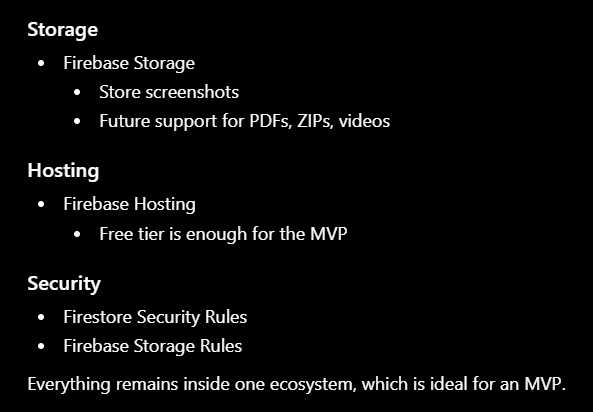 Storage
Firebase Storage
Store screenshots
Future support for PDFs, ZIPs, videos
Hosting
Firebase Hosting
Free tier is enough for the MVP
Security
Firestore Security Rules
Firebase Storage Rules
Everything remains inside one ecosystem, which is ideal for an MVP.